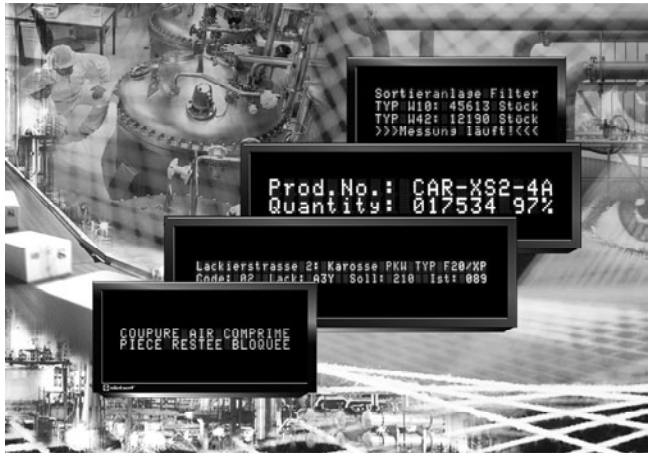 Sortieranlage Filter
TYP W10: 45613 Stück
TYP W42: 12190 Stück
>>>Messung läuft!<<<
Prod.No.: CAR-XS2-4A
Quantity: 017534 97%
Lackierstrasse 2: Karosse PKW TYP F20/XP
Code: 02 Lack: A3Y Soll: 210 Ist: 089
COUPURE AIR COMPRIME
PIECE RESTEE BLOQUEE